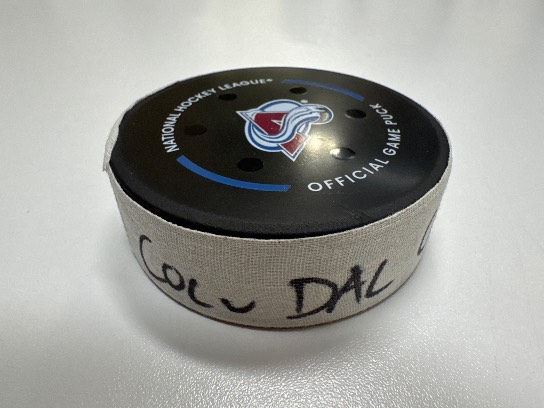 NATIONAL HOCKEY LEAGUE®
OFFICIAL GAME PUCK
COL v DAL